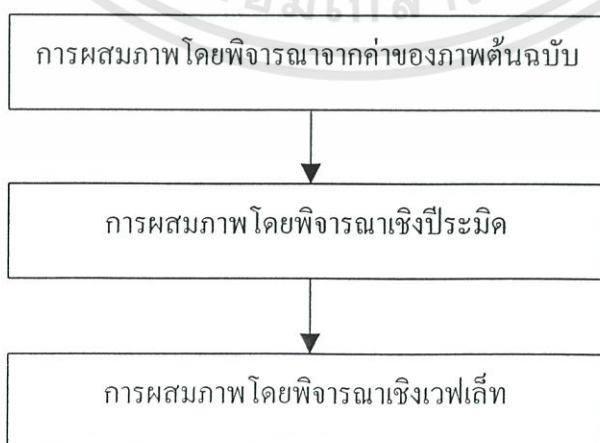 การผสมภาพโดยพิจารณาจากค่าของภาพต้นฉบับ
การผสมภาพโดยพิจารณาเชิงปีระมิด
การผสมภาพโดยพิจารณาเชิงเวฟเล็ท